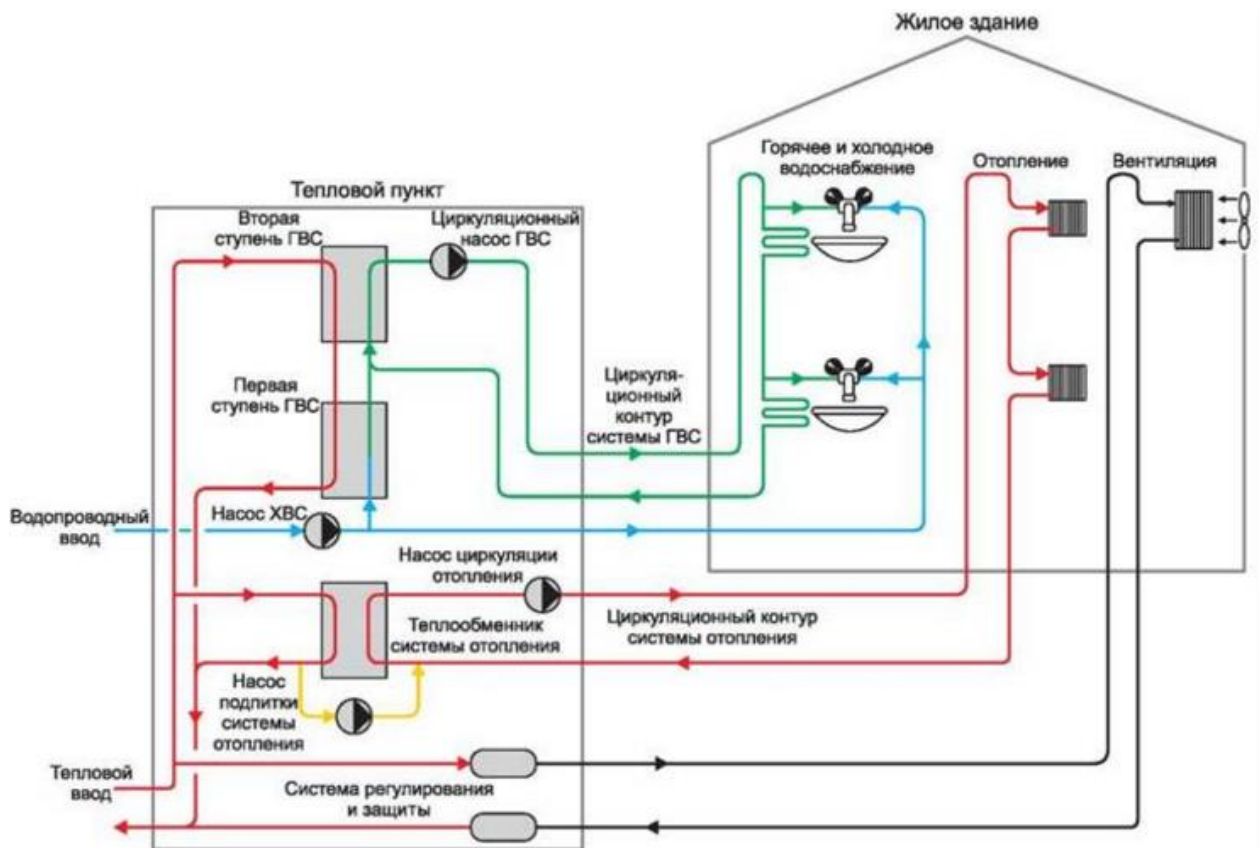 Жилое здание
Горячее и холодное
водоснабжение
Отопление
Вентиляция
Тепловой пункт
Вторая
ступень ГВС
Циркуляционный
насос ГВС
Первая
ступень ГВС
Циркуля-
ционный
контур
системы ГВС
Водопроводный
ввод
Насос ХВС
Насос циркуляции
отопления
Теплообменник
системы отопления
Циркуляционный контур
системы отопления
Насос
подпитки
системы
отопления
Тепловой
ввод
Система регулирования
и защиты